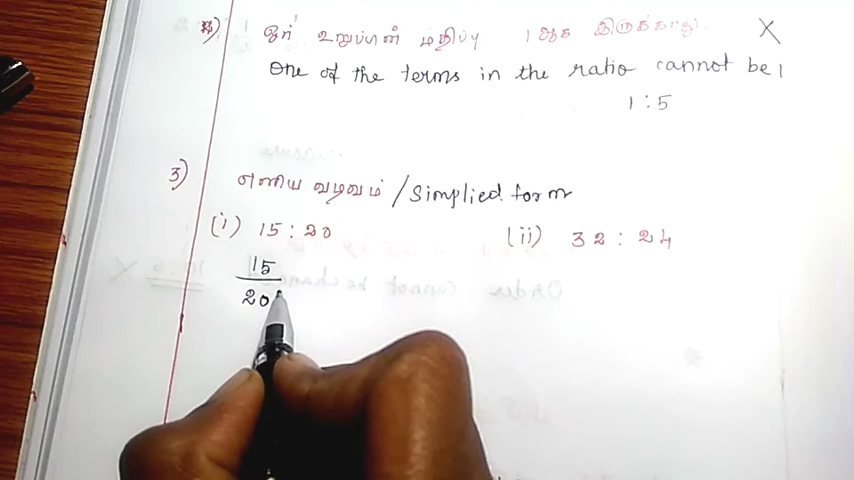 ஓர் உறுப்பின் மதிப்பு 1 ஆக இருக்காது. X
One of the terms in the ratio cannot be 1
1 : 5
3) எளிய வடிவம் / Simplied form
(i) 15 : 20 (ii) 32 : 24
15
20